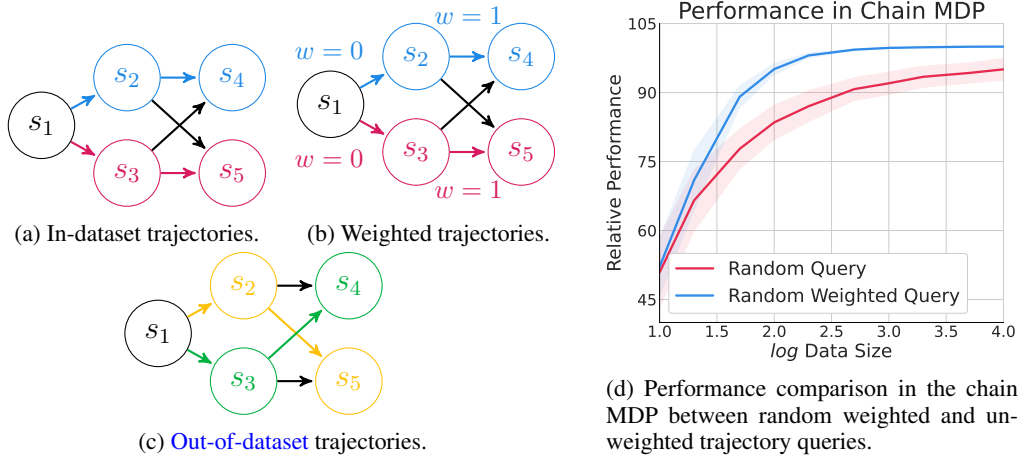 s1
s2
s4
s3
s5
(a) In-dataset trajectories.
w = 0
w = 1
s1
s2
s4
s3
s5
w = 0
w = 1
(b) Weighted trajectories.
s1
s2
s4
s3
s5
(c) Out-of-dataset trajectories.
Performance in Chain MDP
Relative Performance
105
90
75
60
45
Random Query
Random Weighted Query
1.0 1.5 2.0 2.5 3.0 3.5 4.0
log Data Size
(d) Performance comparison in the chain
MDP between random weighted and un-
weighted trajectory queries.